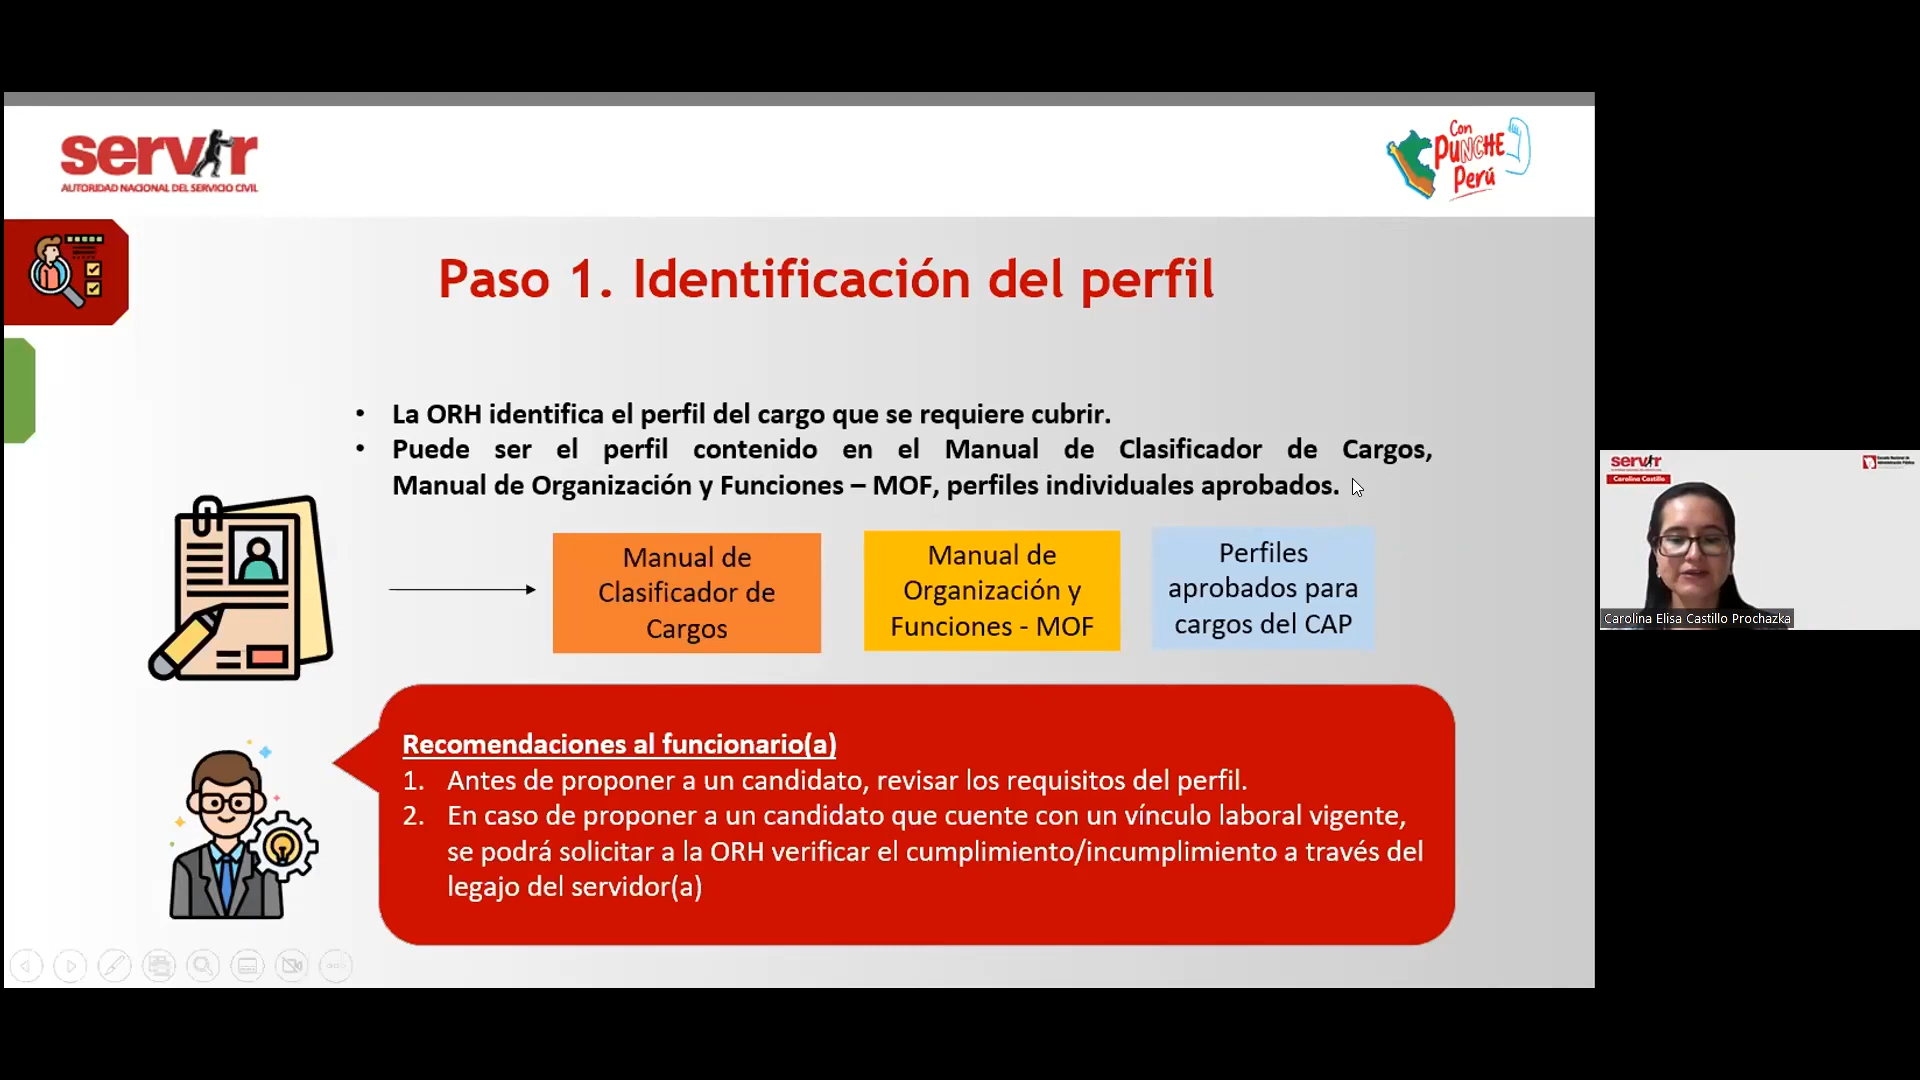 servir
AUTORIDAD NACIONAL DEL SERVICIO CIVIL
Con
PUNCHE
Perú
Paso 1. Identificación del perfil
• La ORH identifica el perfil del cargo que se requiere cubrir.
• Puede ser el perfil contenido en el Manual de Clasificador de Cargos,
Manual de Organización y Funciones – MOF, perfiles individuales aprobados.
Manual de
Clasificador de
Cargos
Manual de
Organización y
Funciones - MOF
Perfiles
aprobados para
cargos del CAP
Recomendaciones al funcionario(a)
1. Antes de proponer a un candidato, revisar los requisitos del perfil.
2. En caso de proponer a un candidato que cuente con un vínculo laboral vigente,
se podrá solicitar a la ORH verificar el cumplimiento/incumplimiento a través del
legajo del servidor(a)
servir
Carolina Castillo
Carolina Elisa Castillo Prochazka